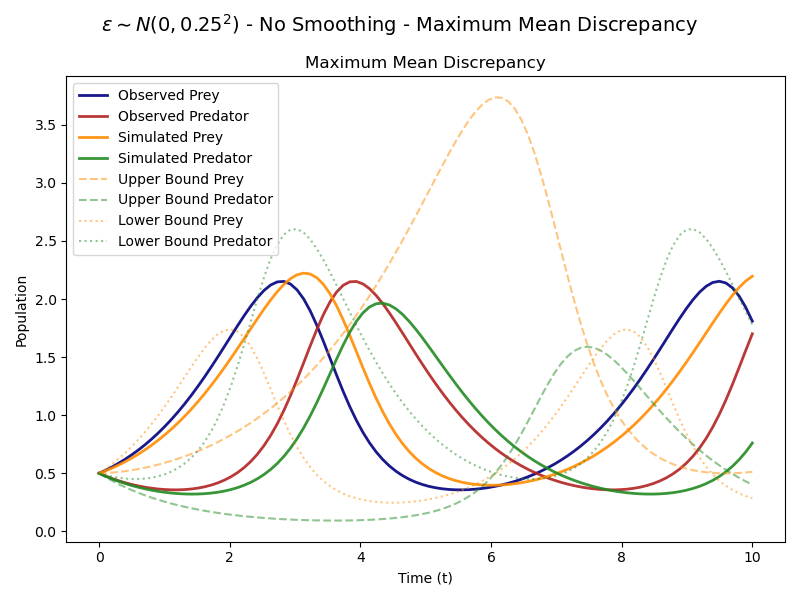 ε ~ N(0, 0.25²) - No Smoothing - Maximum Mean Discrepancy
Maximum Mean Discrepancy
Observed Prey
Observed Predator
Simulated Prey
Simulated Predator
Upper Bound Prey
Upper Bound Predator
Lower Bound Prey
Lower Bound Predator
Population
3.5
3.0
2.5
2.0
1.5
1.0
0.5
0.0
0 2 4 6 8 10
Time (t)